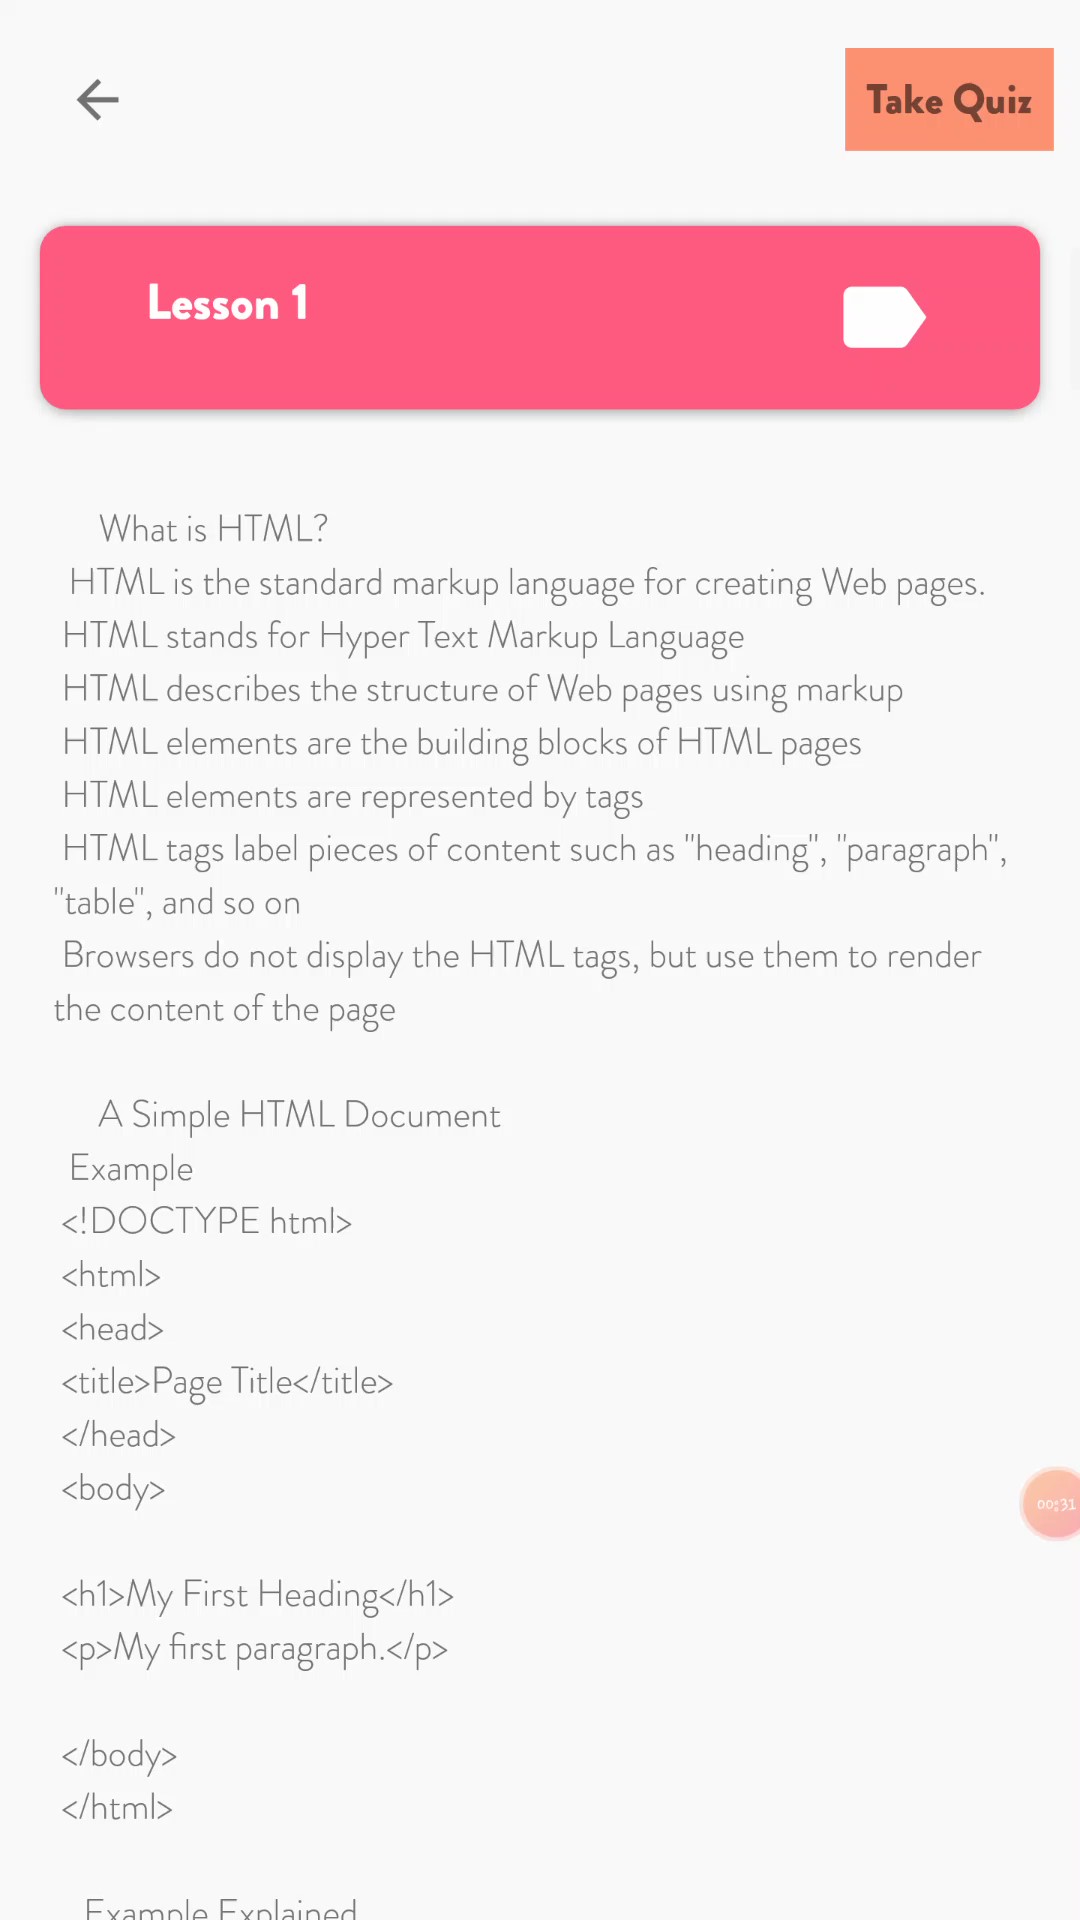 Take Quiz
Lesson 1
What is HTML?
HTML is the standard markup language for creating Web pages.
HTML stands for Hyper Text Markup Language
HTML describes the structure of Web pages using markup
HTML elements are the building blocks of HTML pages
HTML elements are represented by tags
HTML tags label pieces of content such as "heading", "paragraph",
"table", and so on
Browsers do not display the HTML tags, but use them to render
the content of the page
A Simple HTML Document
Example
<!DOCTYPE html>
<html>
<head>
<title>Page Title</title>
</head>
<body>
<h1>My First Heading</h1>
<p>My first paragraph.</p>
</body>
</html>
Example Explained
00:31